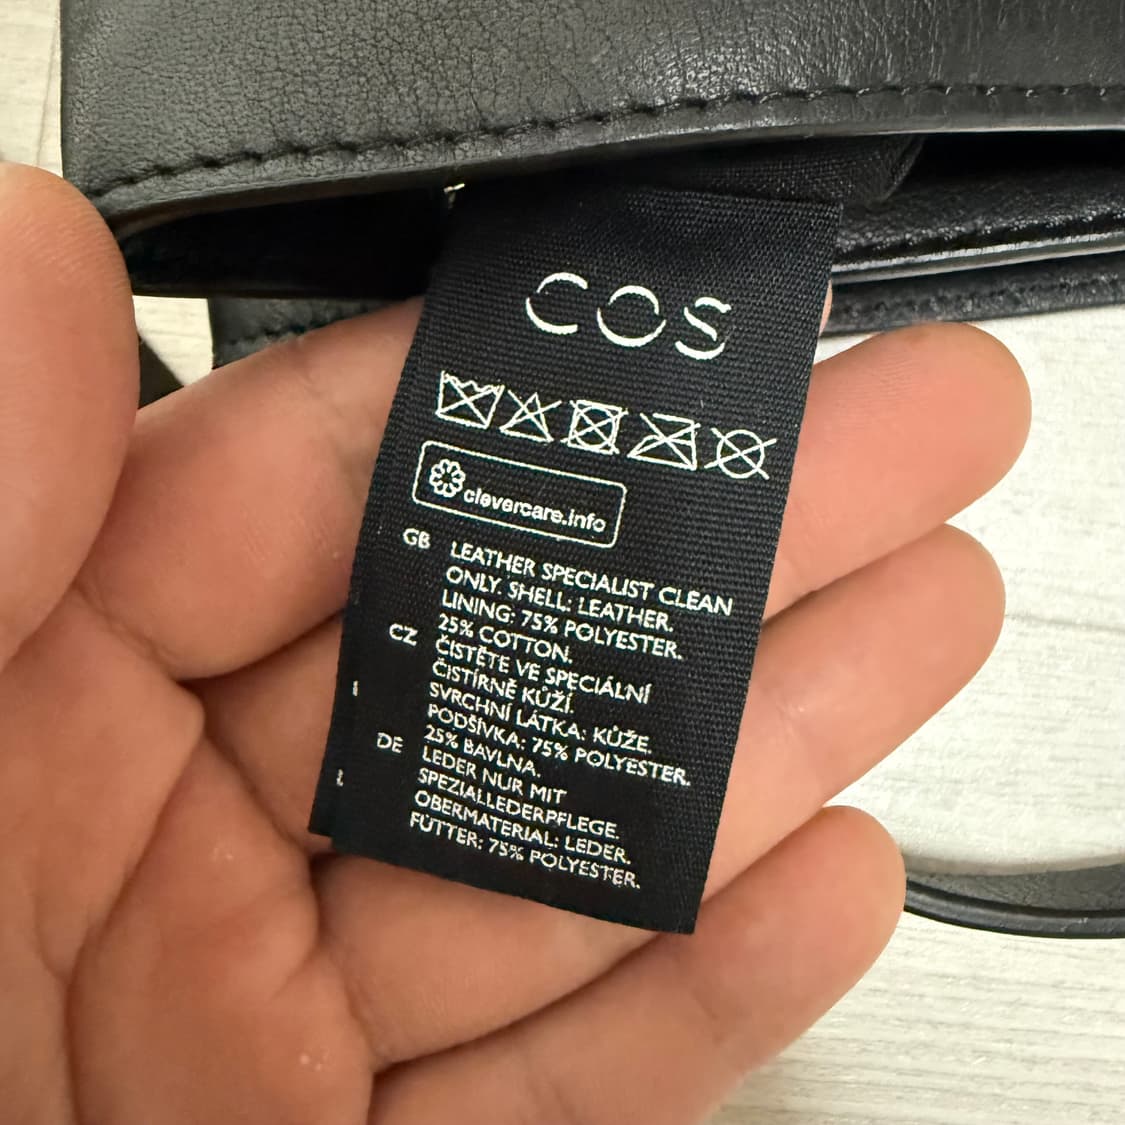 COS
clevercare.info
GB LEATHER SPECIALIST CLEAN
ONLY. SHELL: LEATHER.
LINING: 75% POLYESTER.
25% COTTON.
CZ ČISTĚTE VE SPECIÁLNÍ
ČISTÍRNĚ KŮŽÍ.
SVRCHNÍ LÁTKA: KŮŽE.
PODŠÍVKA: 75% POLYESTER.
25% BAVLNA.
DE LEDER NUR MIT
SPEZIALLEDERPFLEGE.
OBERMATERIAL: LEDER.
FUTTER: 75% POLYESTER.